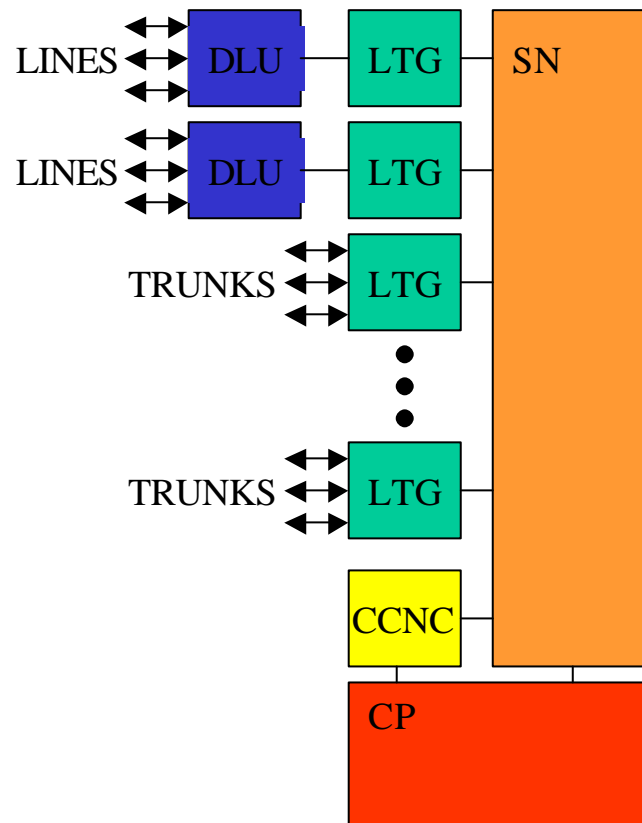 LINES DLU LTG SN
LINES DLU LTG
TRUNKS LTG
TRUNKS LTG
CCNC
CP